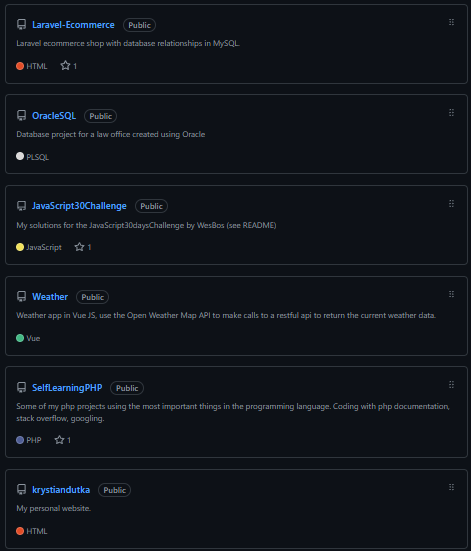 Laravel-Ecommerce Public
Laravel ecommerce shop with database relationships in MySQL.
HTML 1
OracleSQL Public
Database project for a law office created using Oracle
PLSQL
JavaScript30Challenge Public
My solutions for the JavaScript30daysChallenge by WesBos (see README)
JavaScript 1
Weather Public
Weather app in Vue JS, use the Open Weather Map API to make calls to a restful api to return the current weather data.
Vue
SelfLearningPHP Public
Some of my php projects using the most important things in the programming language. Coding with php documentation,
stack overflow, googling.
PHP 1
krystiandutka Public
My personal website.
HTML